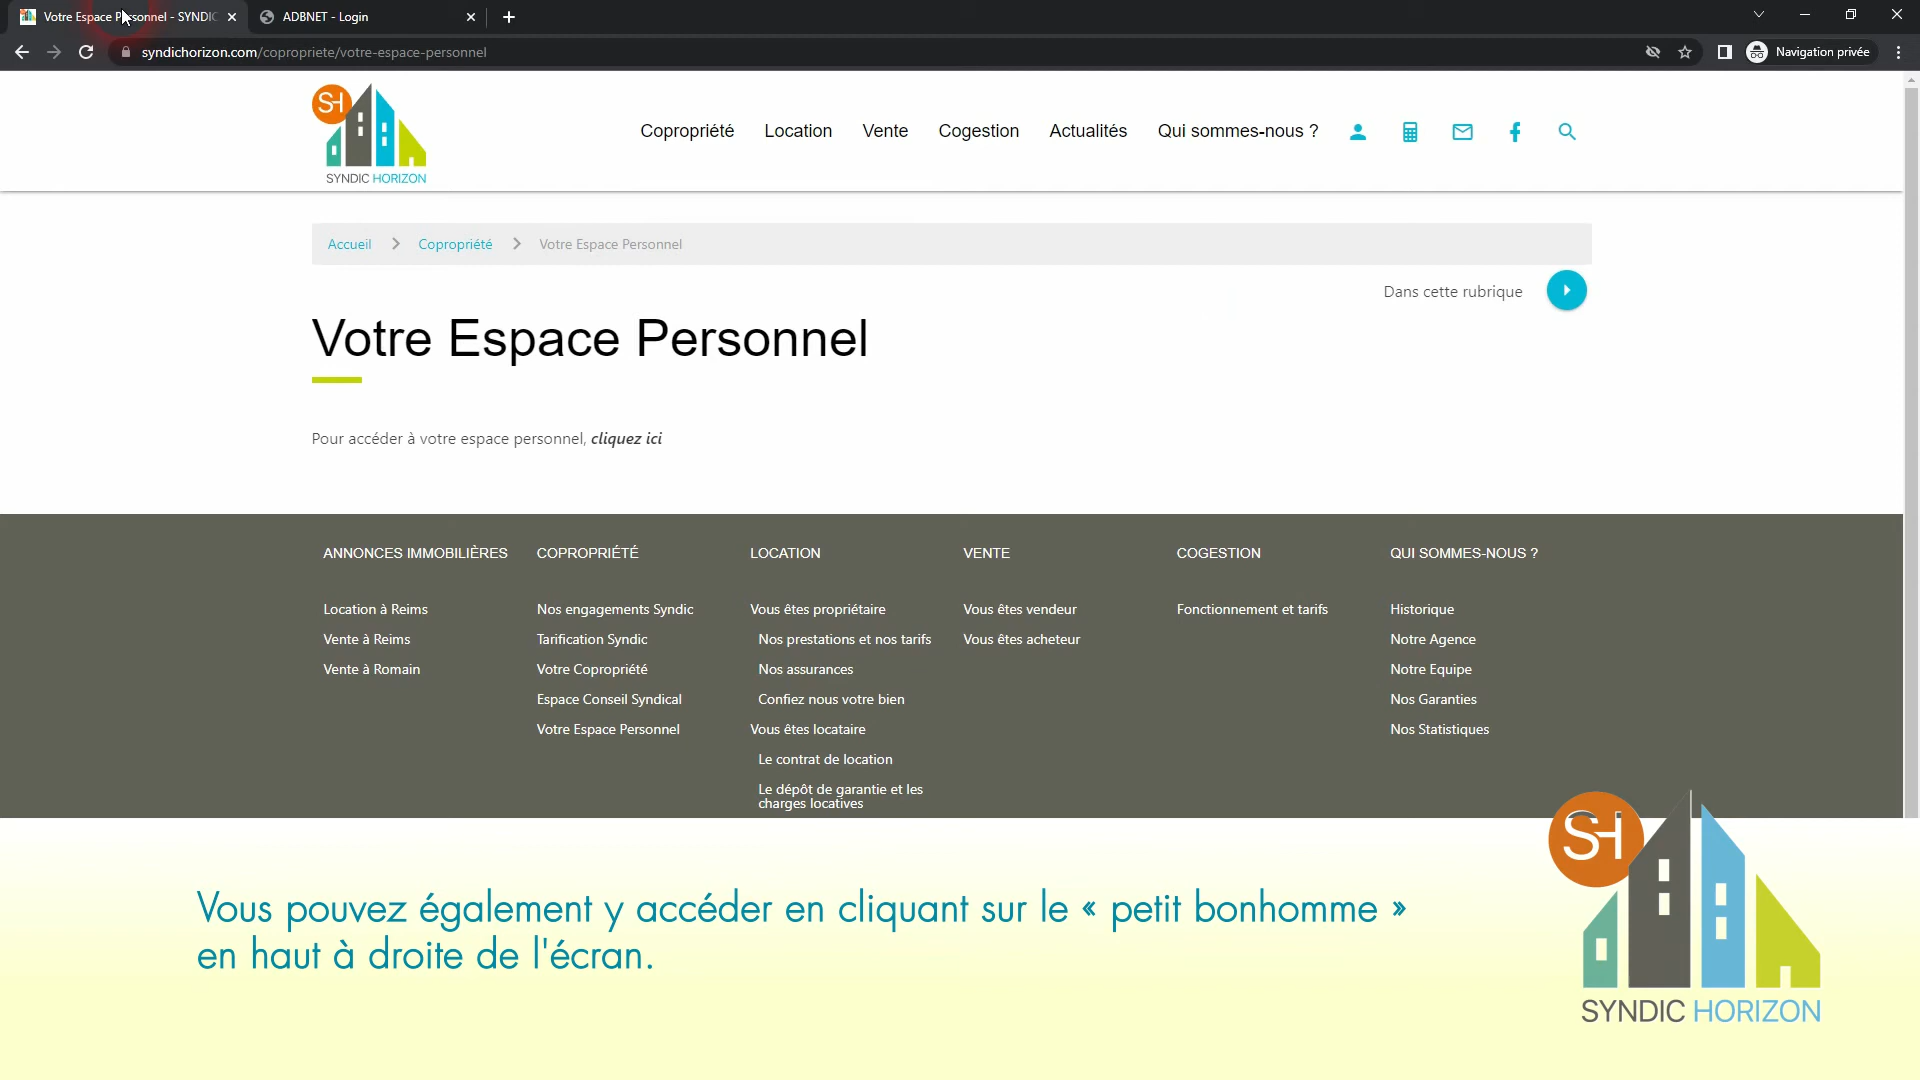 Votre Espace Personnel - SYNDIC
ADBNET - Login
syndichorizon.com/copropriete/votre-espace-personnel
Navigation privée
SH
SYNDIC HORIZON
Copropriété
Location
Vente
Cogestion
Actualités
Qui sommes-nous ?
Accueil
Copropriété
Votre Espace Personnel
Dans cette rubrique
Votre Espace Personnel
Pour accéder à votre espace personnel, cliquez ici
ANNONCES IMMOBILIÈRES
Location à Reims
Vente à Reims
Vente à Romain
COPROPRIÉTÉ
Nos engagements Syndic
Tarification Syndic
Votre Copropriété
Espace Conseil Syndical
Votre Espace Personnel
LOCATION
Vous êtes propriétaire
Nos prestations et nos tarifs
Nos assurances
Confiez nous votre bien
Vous êtes locataire
Le contrat de location
Le dépôt de garantie et les
charges locatives
VENTE
Vous êtes vendeur
Vous êtes acheteur
COGESTION
Fonctionnement et tarifs
QUI SOMMES-NOUS ?
Historique
Notre Agence
Notre Equipe
Nos Garanties
Nos Statistiques
Vous pouvez également y accéder en cliquant sur le « petit bonhomme »
en haut à droite de l'écran.
SH
SYNDIC HORIZON